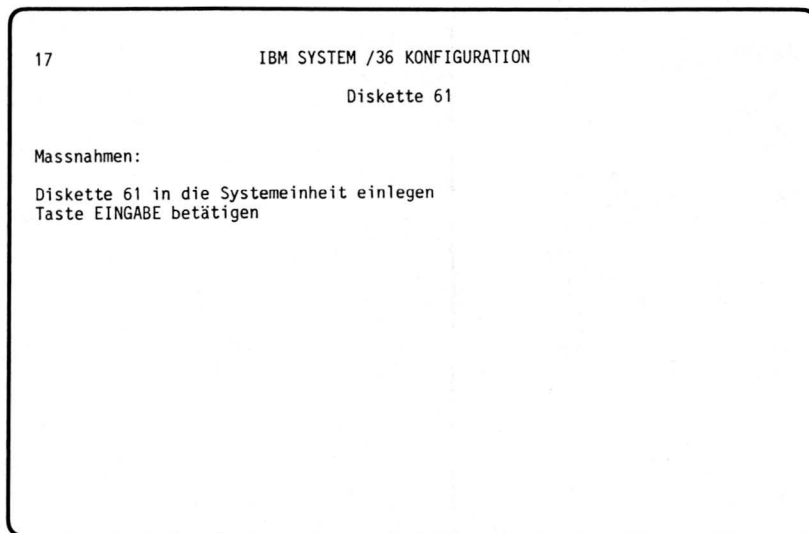 17 IBM SYSTEM /36 KONFIGURATION
Diskette 61
Massnahmen:
Diskette 61 in die Systemeinheit einlegen
Taste EINGABE betätigen